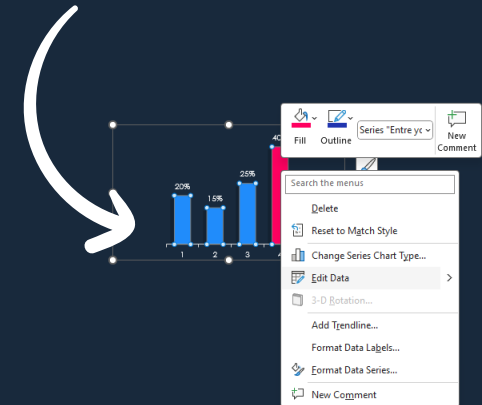 Fill
Outline
Series "Entre yo
New
Comment
40
25%
20%
15%
1
2
3
Search the menus
Delete
Reset to Match Style
Change Series Chart Type...
Edit Data
3-D Rotation...
Add Trendline...
Format Data Labels...
Format Data Series...
New Comment